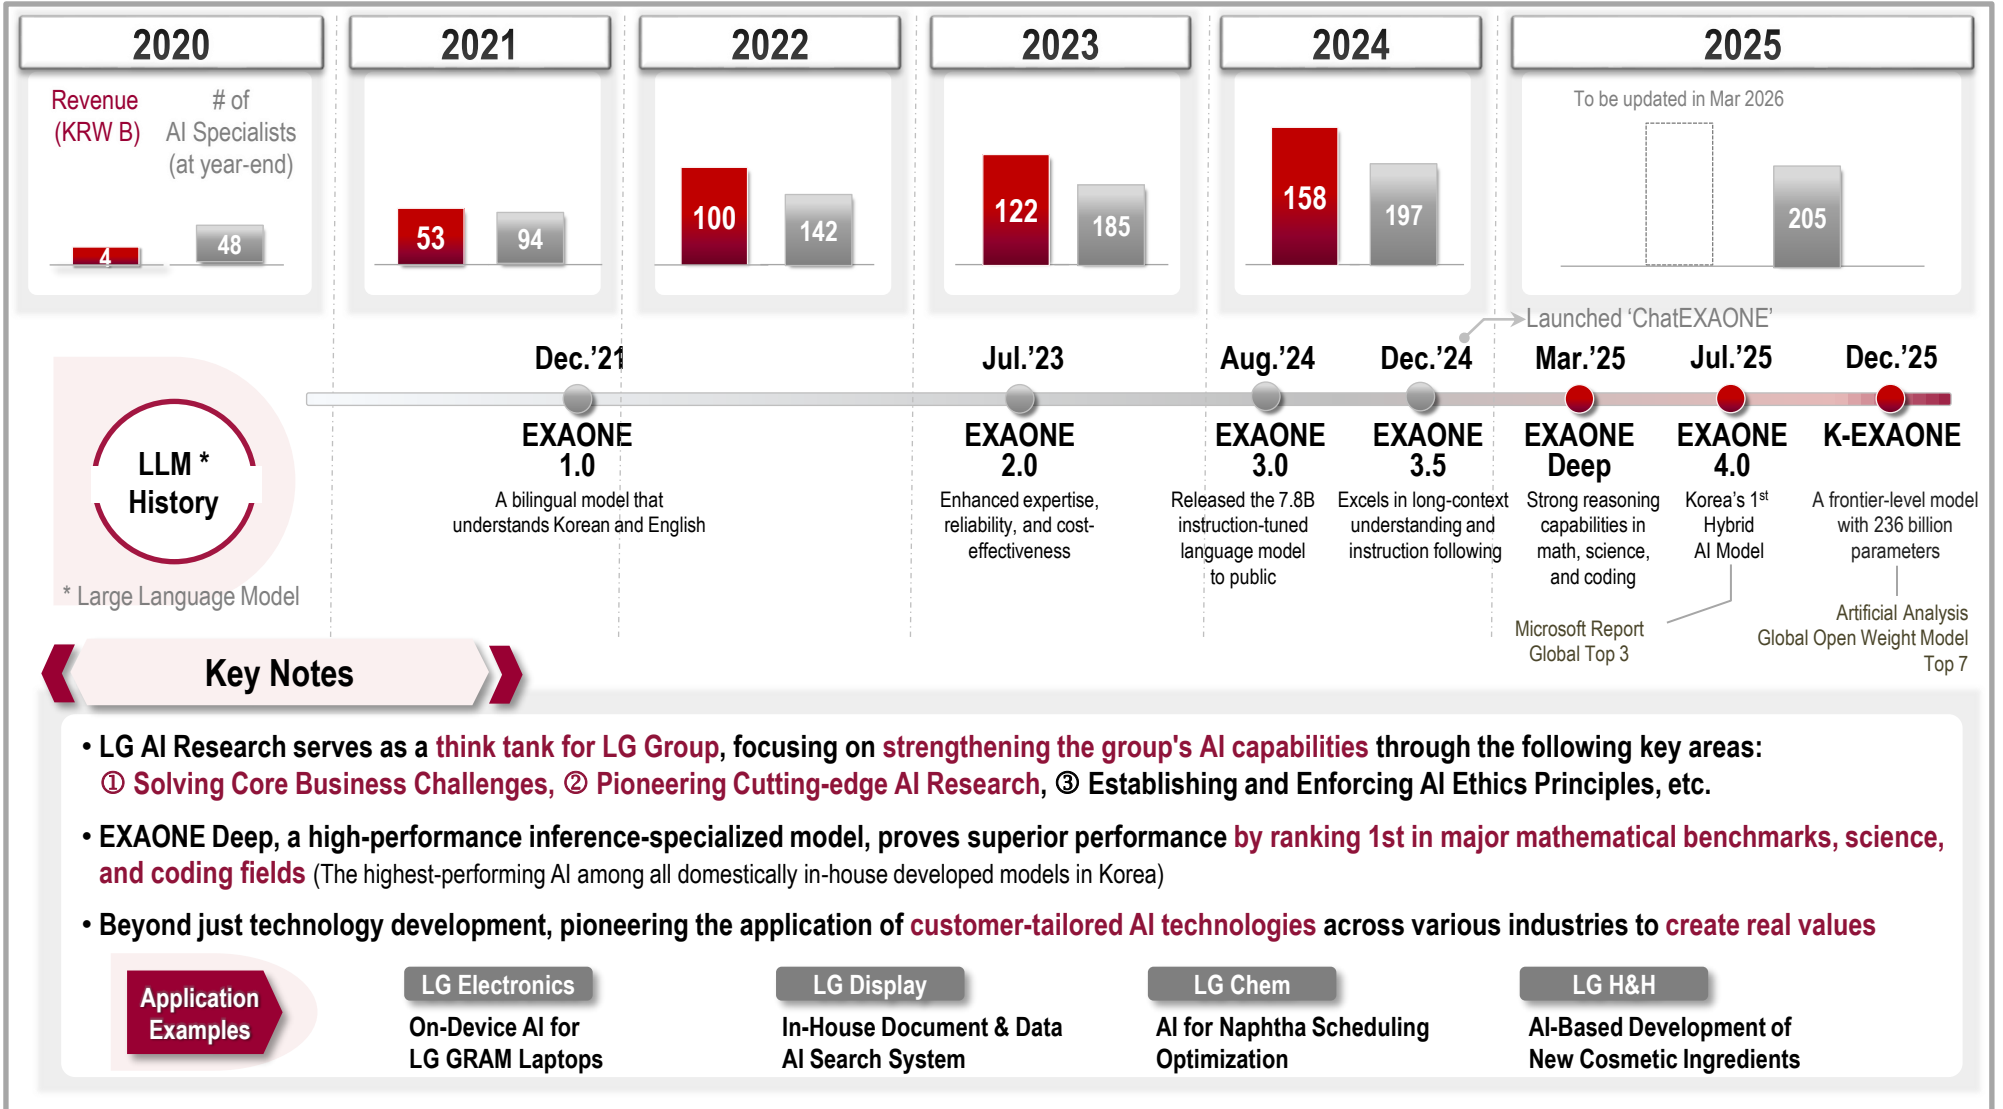 2020
2021
2022
2023
2024
2025
Revenue
(KRW B)
# of
AI Specialists
(at year-end)
4
48
53
94
100
142
122
185
158
197
To be updated in Mar 2026
205
Launched ‘ChatEXAONE’
LLM *
History
* Large Language Model
Dec.’21
EXAONE
1.0
A bilingual model that
understands Korean and English
Jul.’23
EXAONE
2.0
Enhanced expertise,
reliability, and cost-
effectiveness
Aug.’24
EXAONE
3.0
Released the 7.8B
instruction-tuned
language model
to public
Dec.’24
EXAONE
3.5
Excels in long-context
understanding and
instruction following
Mar.’25
EXAONE
Deep
Strong reasoning
capabilities in
math, science,
and coding
Jul.’25
EXAONE
4.0
Korea’s 1st
Hybrid
AI Model
Microsoft Report
Global Top 3
Dec.’25
K-EXAONE
A frontier-level model
with 236 billion
parameters
Artificial Analysis
Global Open Weight Model
Top 7
Key Notes
• LG AI Research serves as a think tank for LG Group, focusing on strengthening the group's AI capabilities through the following key areas:
① Solving Core Business Challenges, ② Pioneering Cutting-edge AI Research, ③ Establishing and Enforcing AI Ethics Principles, etc.
• EXAONE Deep, a high-performance inference-specialized model, proves superior performance by ranking 1st in major mathematical benchmarks, science,
and coding fields (The highest-performing AI among all domestically in-house developed models in Korea)
• Beyond just technology development, pioneering the application of customer-tailored AI technologies across various industries to create real values
Application
Examples
LG Electronics
On-Device AI for
LG GRAM Laptops
LG Display
In-House Document & Data
AI Search System
LG Chem
AI for Naphtha Scheduling
Optimization
LG H&H
AI-Based Development of
New Cosmetic Ingredients